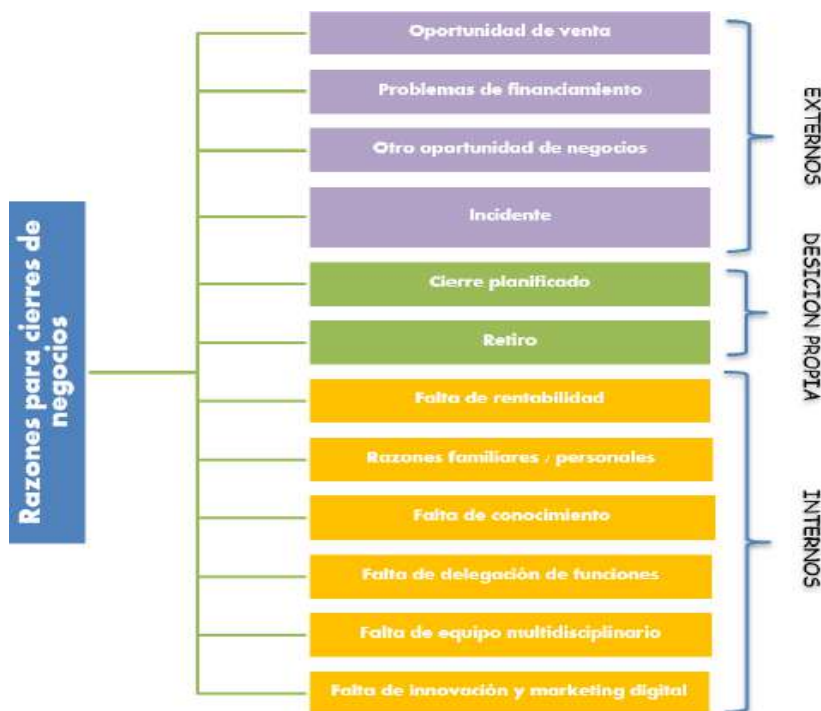 Razones para cierres de
negocios
Oportunidad de venta
Problemas de financiamiento
Otro oportunidad de negocios
Incidente
Cierre planificado
Retiro
Falta de rentabilidad
Razones familiares / personales
Falta de conocimiento
Falta de delegación de funciones
Falta de equipo multidisciplinario
Falta de innovación y marketing digital
EXTERNOS
DESICION PROPIA
INTERNOS